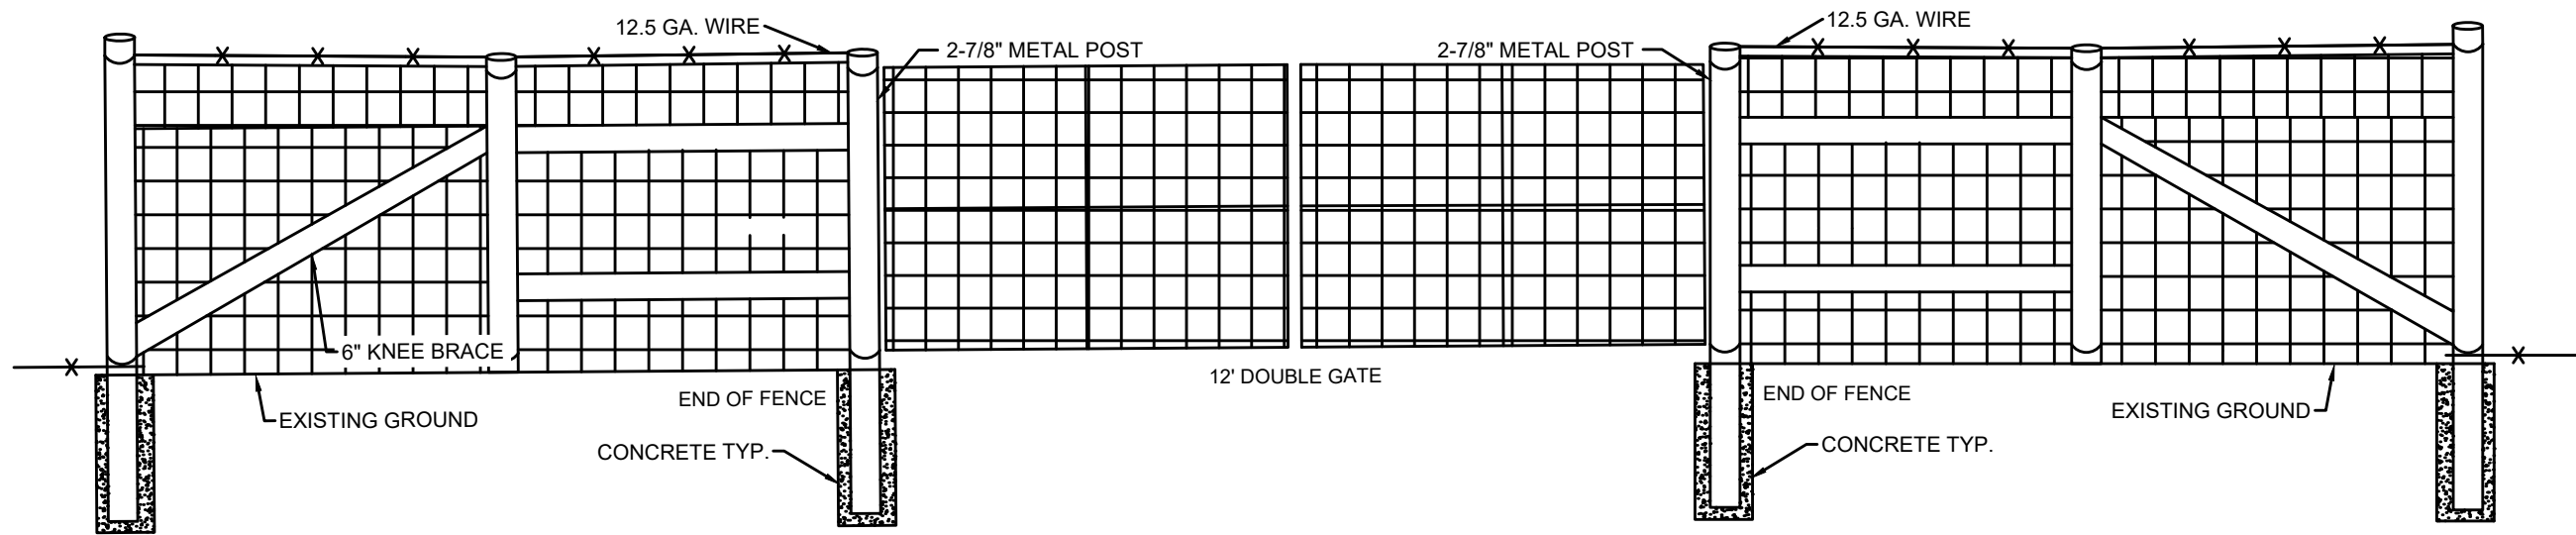 12.5 GA. WIRE
2-7/8" METAL POST
2-7/8" METAL POST
12.5 GA. WIRE
6" KNEE BRACE
12' DOUBLE GATE
END OF FENCE
END OF FENCE
EXISTING GROUND
EXISTING GROUND
CONCRETE TYP.
CONCRETE TYP.